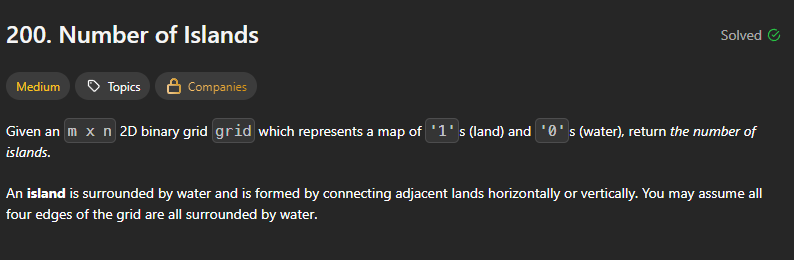 200. Number of Islands
Solved
Medium Topics Companies
Given an m x n 2D binary grid grid which represents a map of '1's (land) and '0's (water), return the number of
islands.
An island is surrounded by water and is formed by connecting adjacent lands horizontally or vertically. You may assume all
four edges of the grid are all surrounded by water.